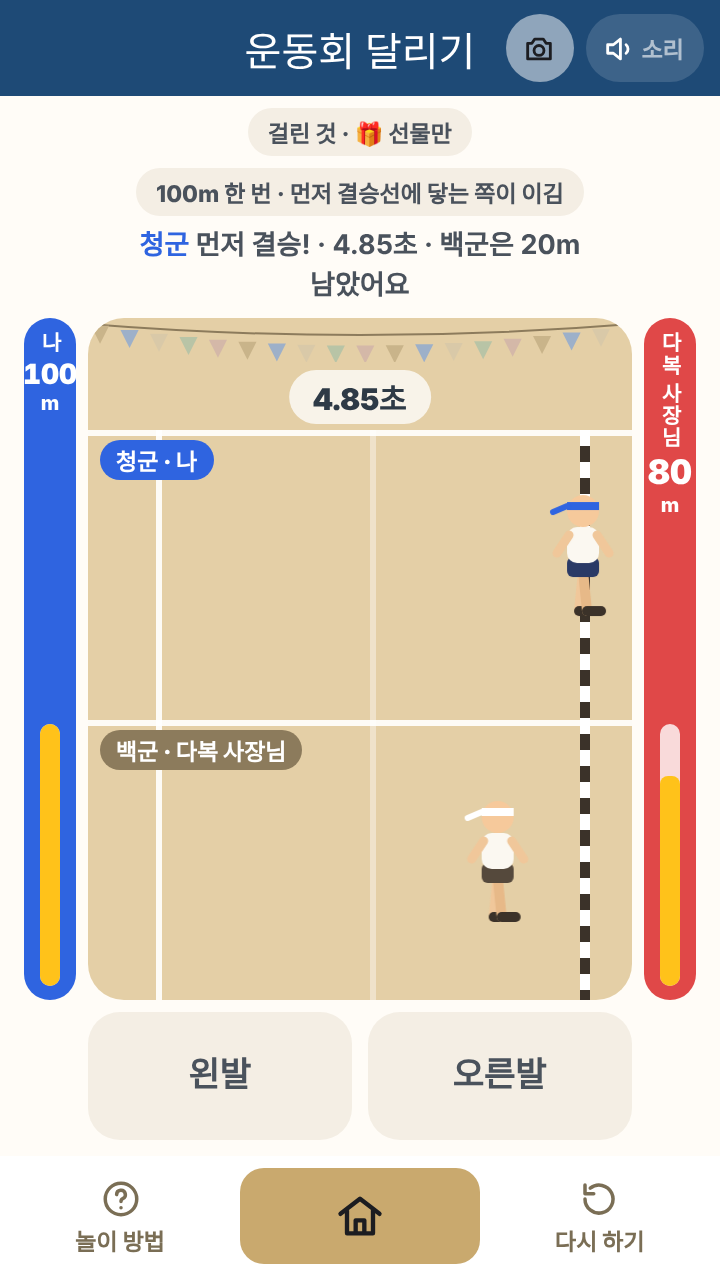 운동회 달리기
소리
걸린 것 · 🎁 선물만
100m 한 번 · 먼저 결승선에 닿는 쪽이 이김
청군 먼저 결승! · 4.85초 · 백군은 20m
남았어요
나
100
m
4.85초
다복 사장님
80
m
청군 · 나
백군 · 다복 사장님
왼발
오른발
놀이 방법
다시 하기